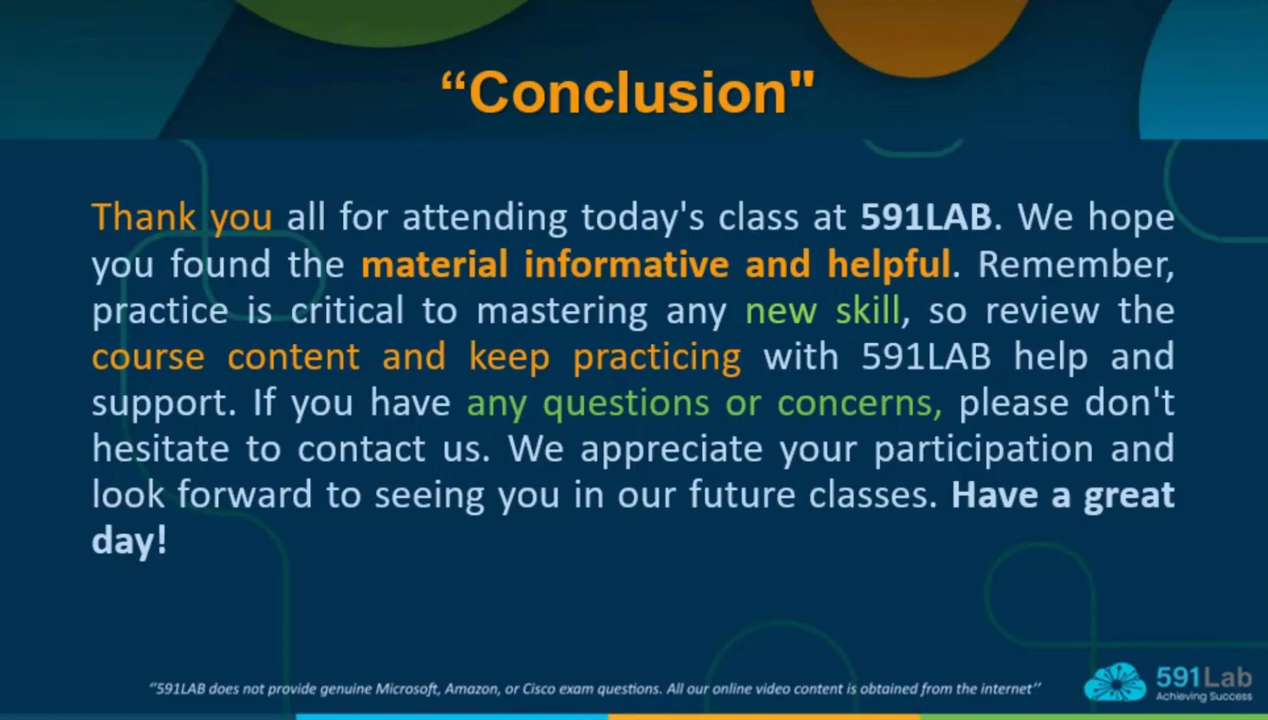 “Conclusion"
Thank you all for attending today's class at 591LAB. We hope
you found the material informative and helpful. Remember,
practice is critical to mastering any new skill, so review the
course content and keep practicing with 591LAB help and
support. If you have any questions or concerns, please don't
hesitate to contact us. We appreciate your participation and
look forward to seeing you in our future classes. Have a great
day!
‘‘591LAB does not provide genuine Microsoft, Amazon, or Cisco exam questions. All our online video content is obtained from the internet’’
591Lab
Achieving Success